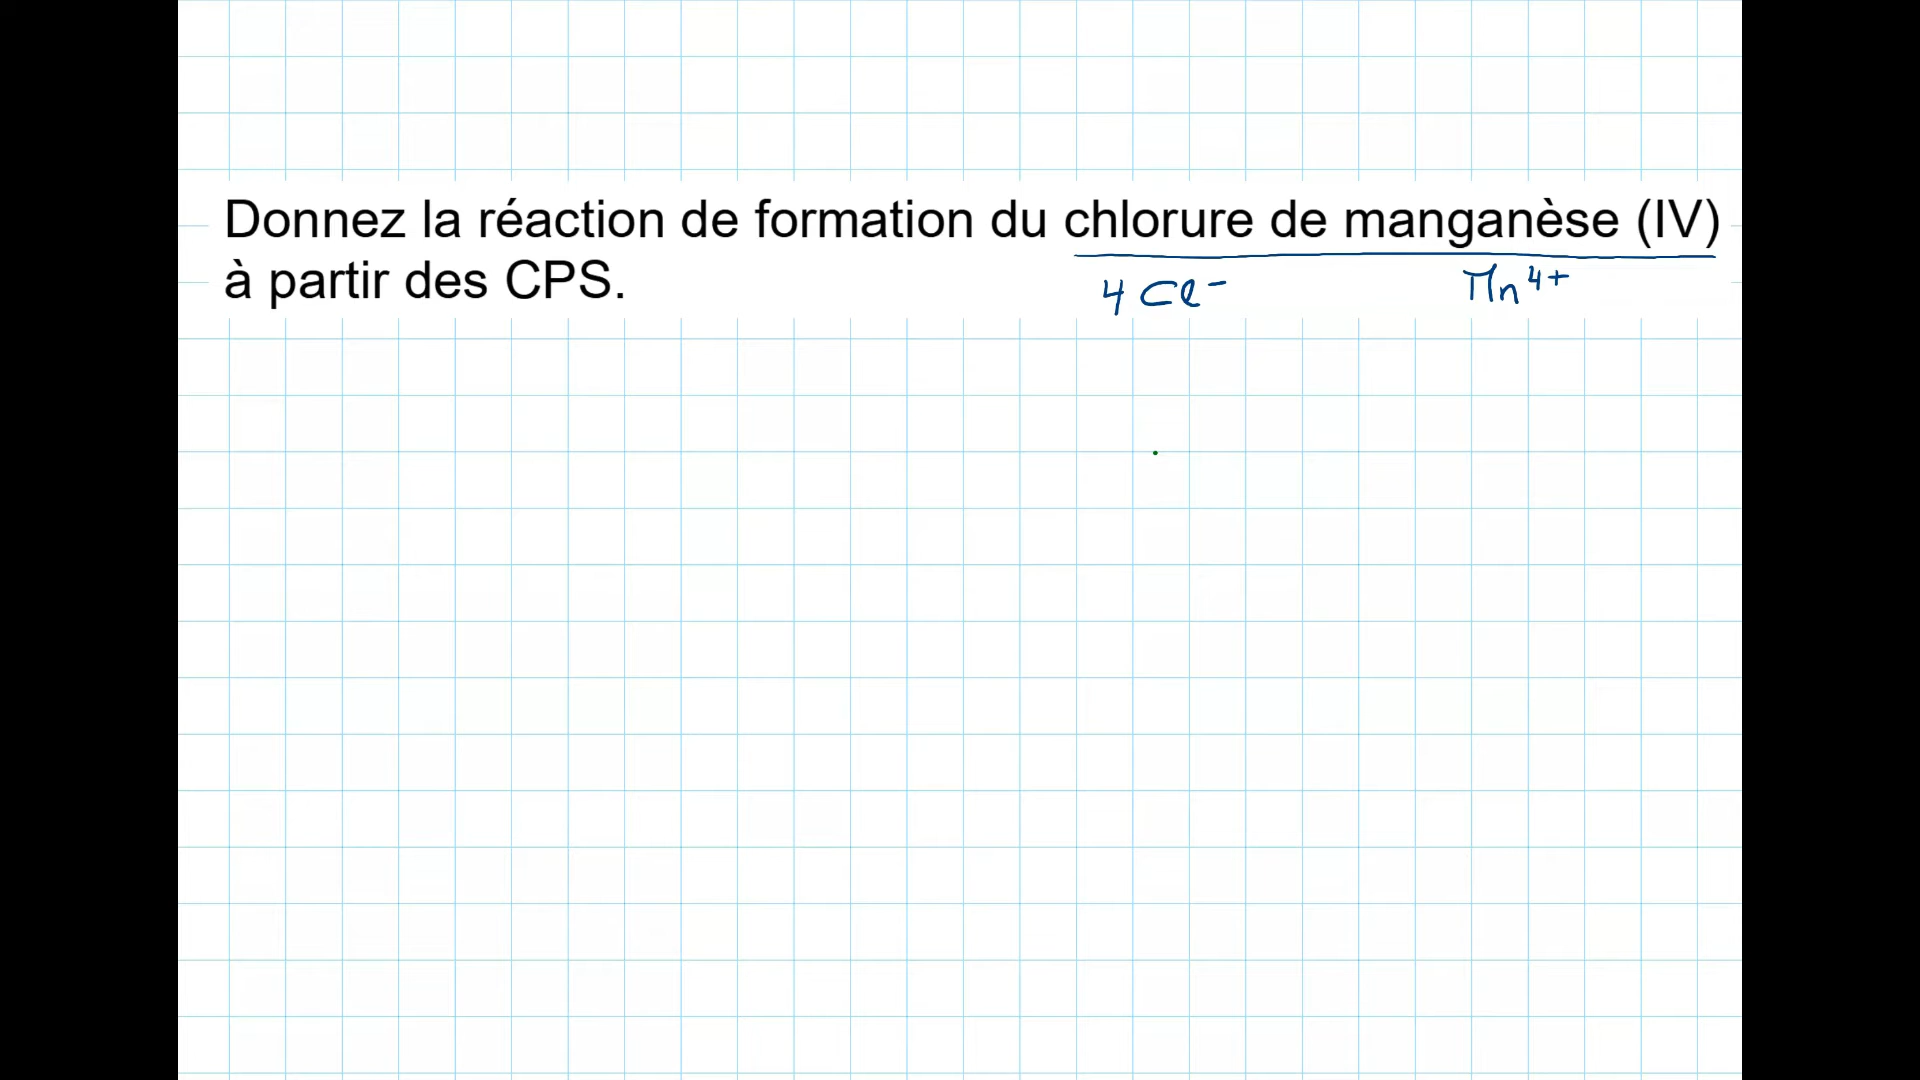 Donnez la réaction de formation du chlorure de manganèse (IV)
à partir des CPS.
4 Cl⁻ Mn⁴⁺